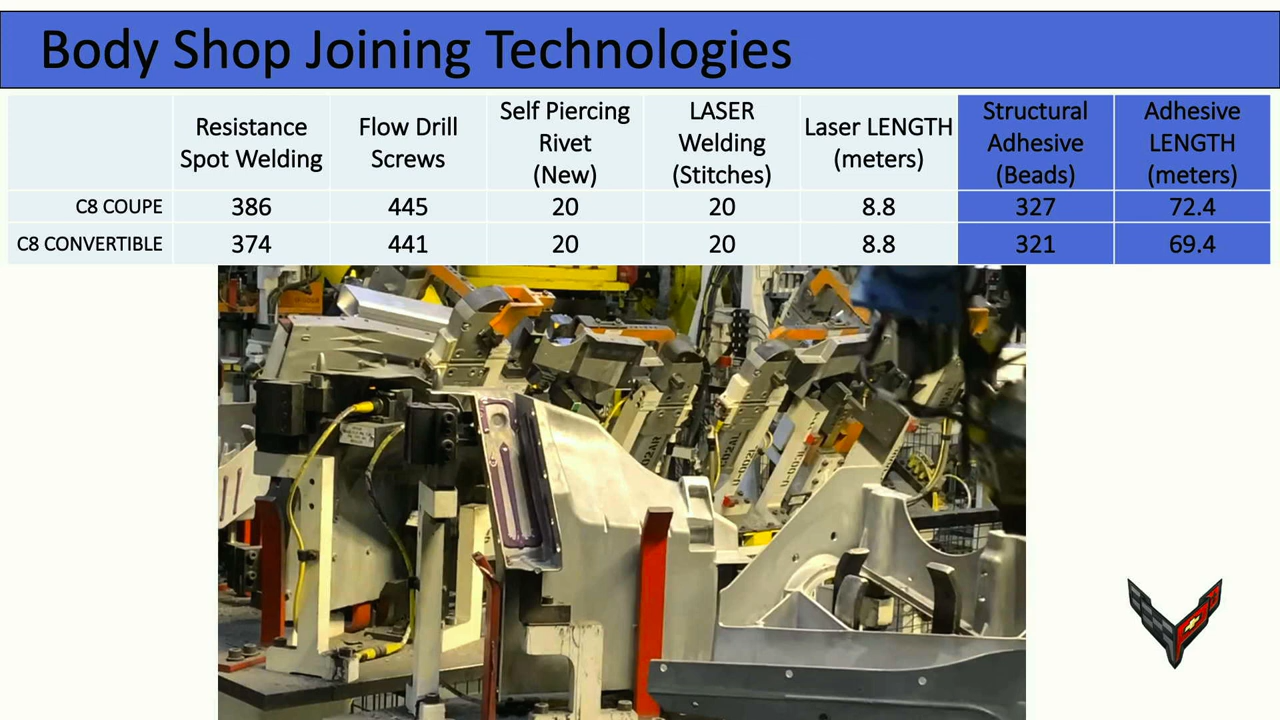 Body Shop Joining Technologies
Resistance
Spot Welding
Flow Drill
Screws
Self Piercing
Rivet
(New)
LASER
Welding
(Stitches)
Laser LENGTH
(meters)
Structural
Adhesive
(Beads)
Adhesive
LENGTH
(meters)
C8 COUPE 386 445 20 20 8.8 327 72.4
C8 CONVERTIBLE 374 441 20 20 8.8 321 69.4